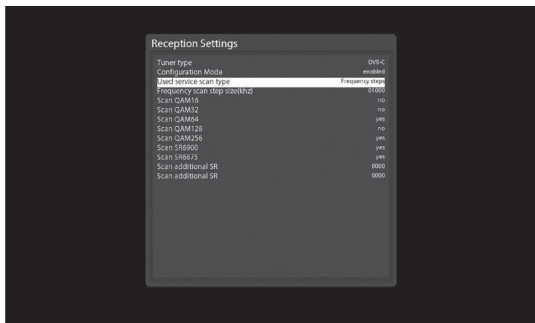 Reception Settings
Tuner type DVB-C
Configuration Mode enabled
Used service scan type Frequency steps
Frequency scan step size(khz) 01000
Scan QAM16 no
Scan QAM32 no
Scan QAM64 yes
Scan QAM128 no
Scan QAM256 yes
Scan SR6900 yes
Scan SR6875 yes
Scan additional SR 0000
Scan additional SR 0000